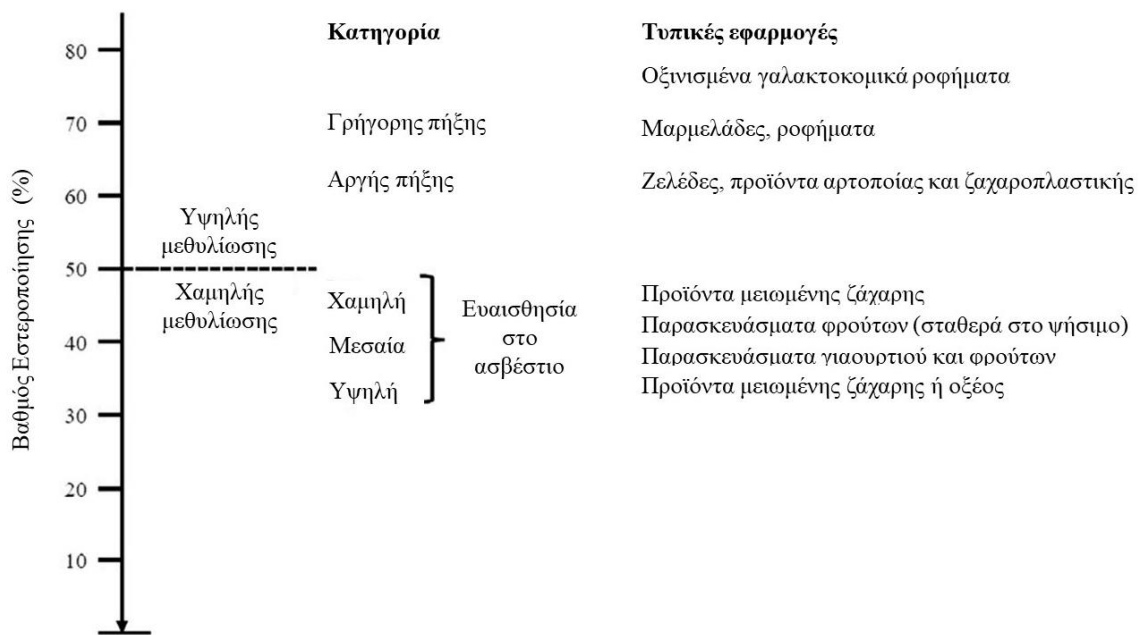 Κατηγορία
Τυπικές εφαρμογές
80
Οξινισμένα γαλακτοκομικά ροφήματα
70
Γρήγορης πήξης
Μαρμελάδες, ροφήματα
60
Αργής πήξης
Ζελέδες, προϊόντα αρτοποίας και ζαχαροπλαστικής
Βαθμός Εστεροποίησης (%)
Υψηλής
μεθυλίωσης
50
Χαμηλής
μεθυλίωσης
Χαμηλή
Μεσαία
Υψηλή
Ευαισθησία
στο
ασβέστιο
Προϊόντα μειωμένης ζάχαρης
Παρασκευάσματα φρούτων (σταθερά στο ψήσιμο)
Παρασκευάσματα γιαουρτιού και φρούτων
Προϊόντα μειωμένης ζάχαρης ή οξέος
40
30
20
10